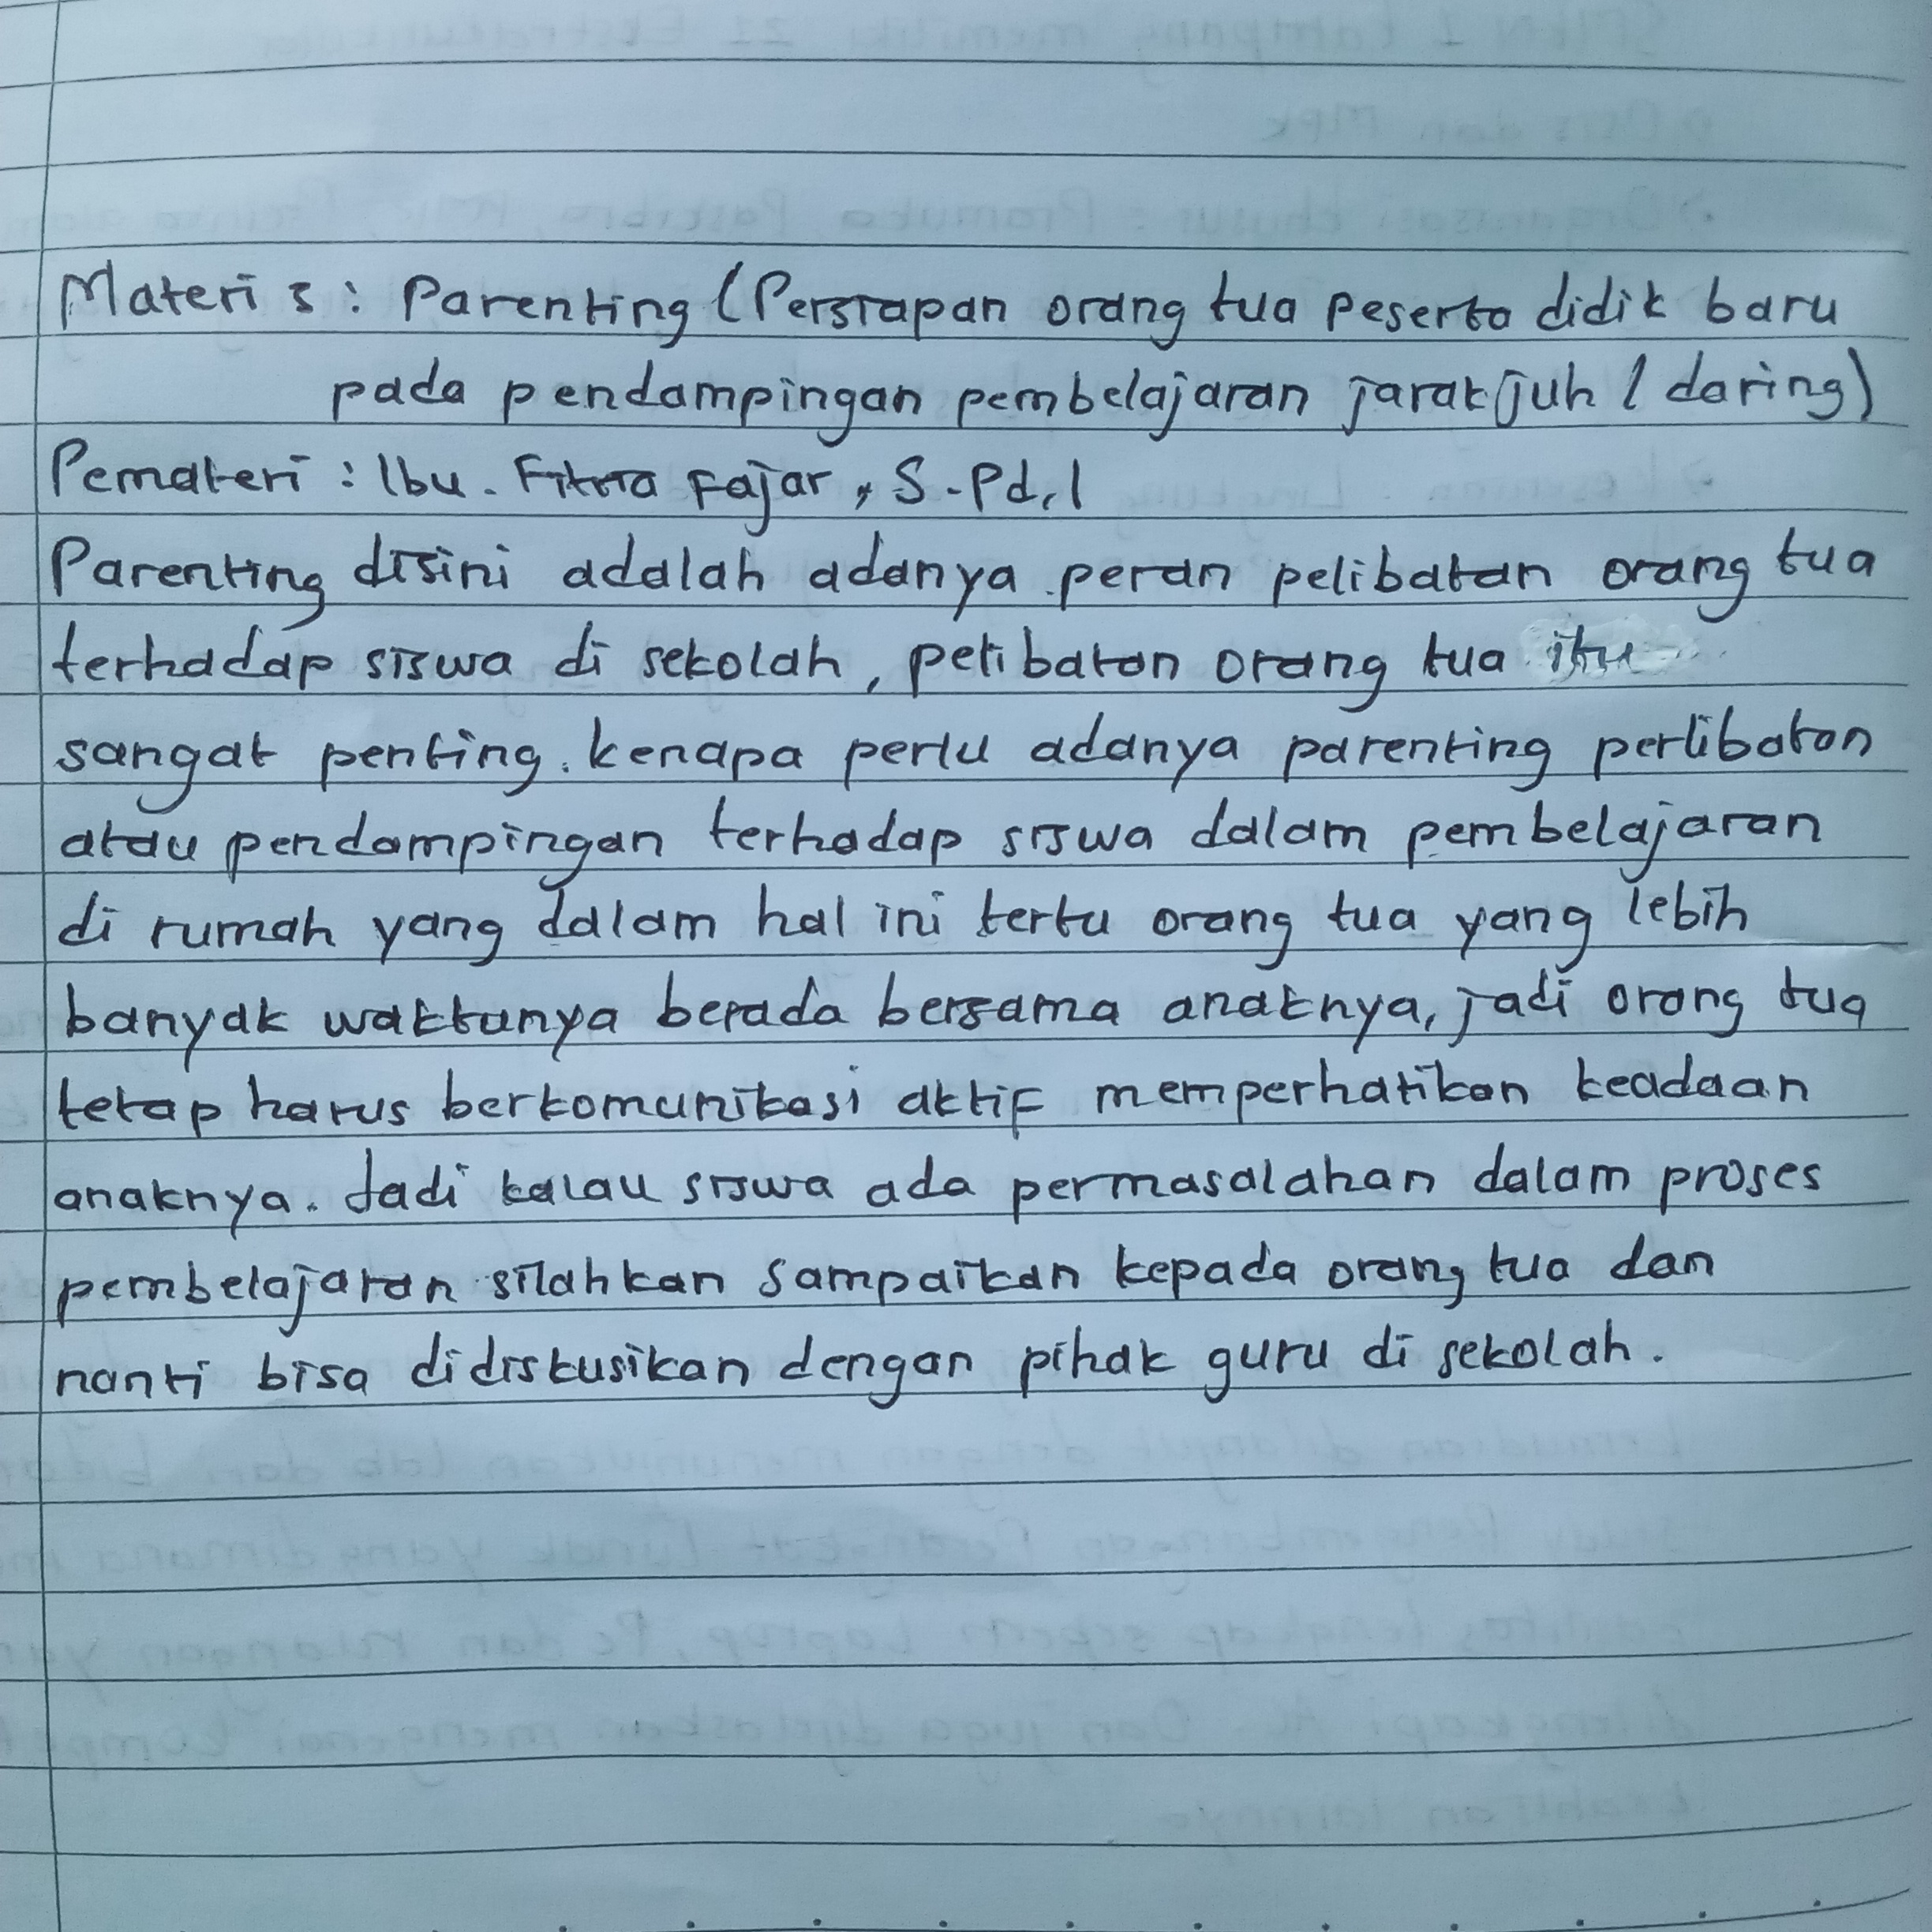 Materi 3 : Parenting (Persiapan orang tua peserta didik baru
pada pendampingan pembelajaran jarak juh / daring)
Pemateri : Ibu. Fitria Fajar, S.Pd,I
Parenting disini adalah adanya peran pelibatan orang tua
terhadap siswa di sekolah, pelibatan orang tua itu
sangat penting. kenapa perlu adanya parenting perlibatan
atau pendampingan terhadap siswa dalam pembelajaran
di rumah yang dalam hal ini tertu orang tua yang lebih
banyak waktunya berada bersama anaknya, jadi orang tua
tetap harus berkomunikasi aktif memperhatikan keadaan
anaknya. Jadi kalau siswa ada permasalahan dalam proses
pembelajaran silahkan sampaikan kepada orang tua dan
nanti bisa didiskusikan dengan pihak guru di sekolah.